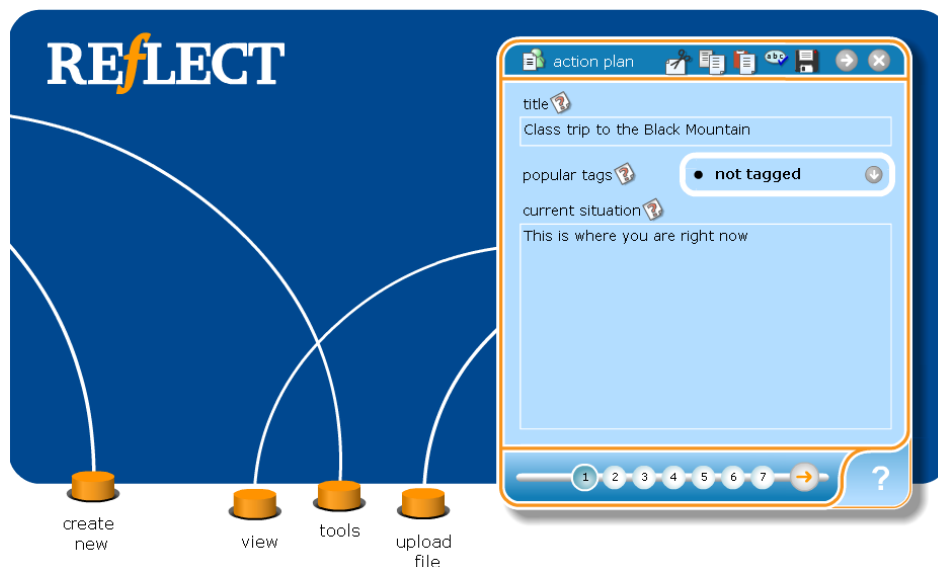 REfLECT
action plan
abc
title
Class trip to the Black Mountain
popular tags
not tagged
current situation
This is where you are right now
1 2 3 4 5 6 7
?
create
new
view
tools
upload
file